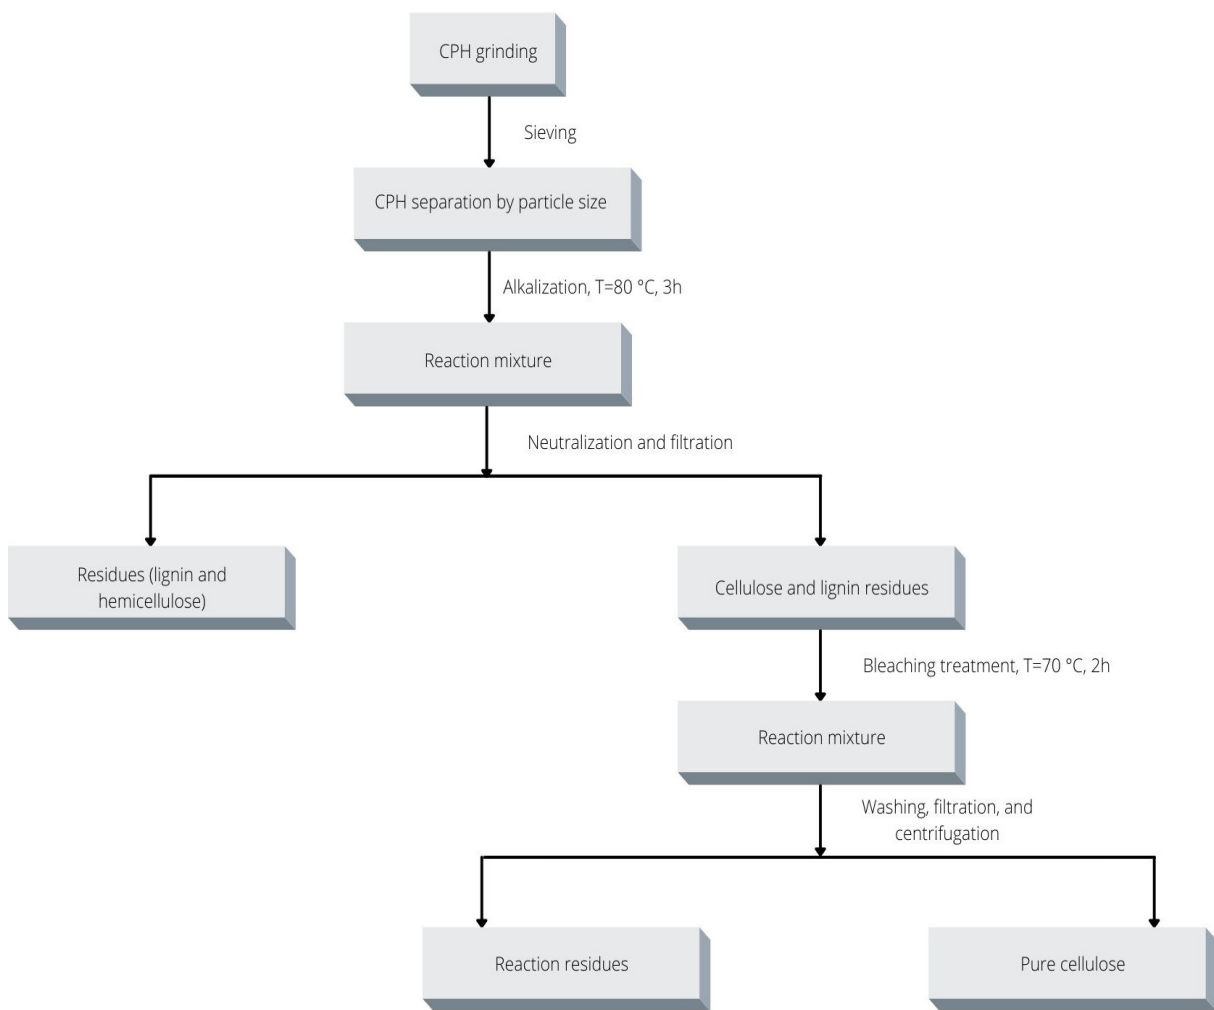 CPH grinding
Sieving
CPH separation by particle size
Alkalization, T=80 °C, 3h
Reaction mixture
Neutralization and filtration
Residues (lignin and
hemicellulose)
Cellulose and lignin residues
Bleaching treatment, T=70 °C, 2h
Reaction mixture
Washing, filtration, and
centrifugation
Reaction residues
Pure cellulose